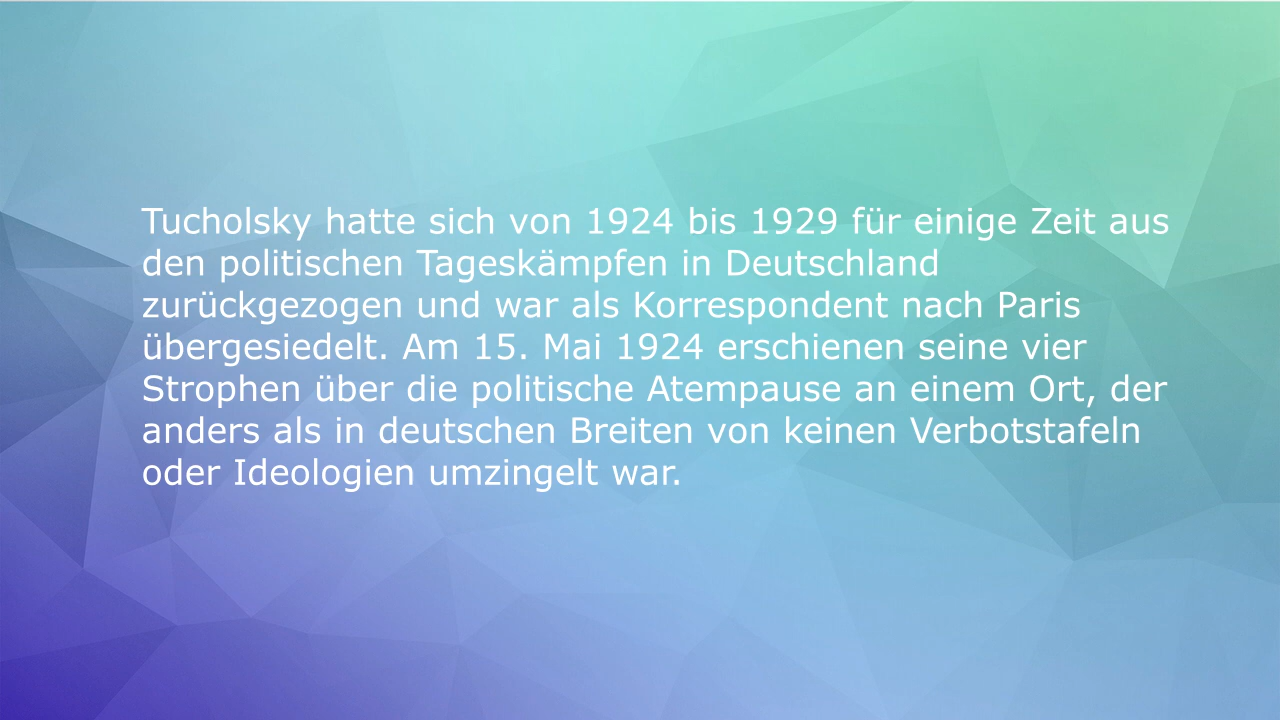 Tucholsky hatte sich von 1924 bis 1929 für einige Zeit aus
den politischen Tageskämpfen in Deutschland
zurückgezogen und war als Korrespondent nach Paris
übergesiedelt. Am 15. Mai 1924 erschienen seine vier
Strophen über die politische Atempause an einem Ort, der
anders als in deutschen Breiten von keinen Verbotstafeln
oder Ideologien umzingelt war.